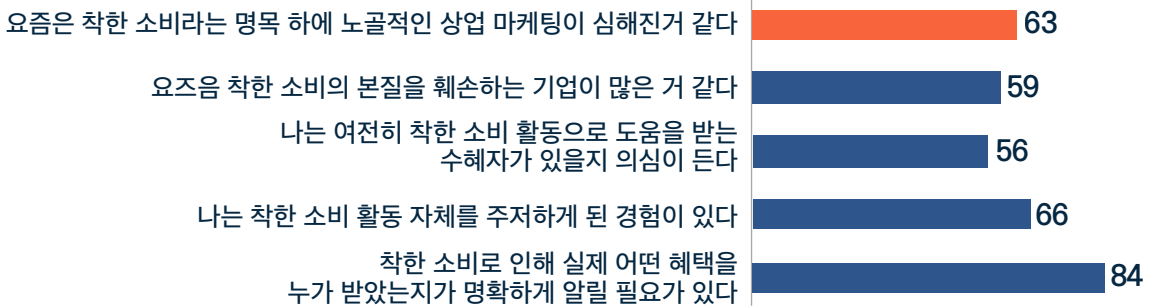 요즘은 착한 소비라는 명목 하에 노골적인 상업 마케팅이 심해진거 같다 63
요즈음 착한 소비의 본질을 훼손하는 기업이 많은 거 같다 59
나는 여전히 착한 소비 활동으로 도움을 받는
수혜자가 있을지 의심이 든다 56
나는 착한 소비 활동 자체를 주저하게 된 경험이 있다 66
착한 소비로 인해 실제 어떤 혜택을
누가 받았는지가 명확하게 알릴 필요가 있다 84